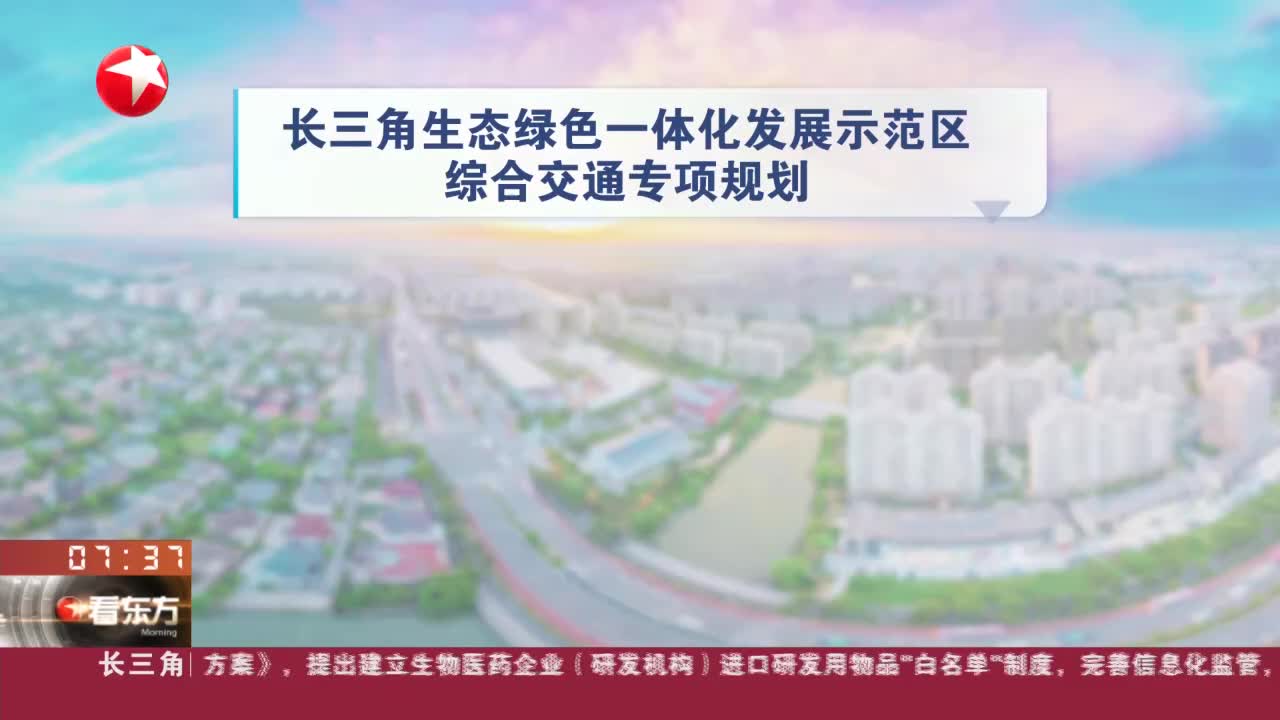 长三角生态绿色一体化发展示范区
综合交通专项规划
07:37
看东方
Morning
长三角 方案》，提出建立生物医药企业（研发机构）进口研发用物品“白名单”制度，完善信息化监管，